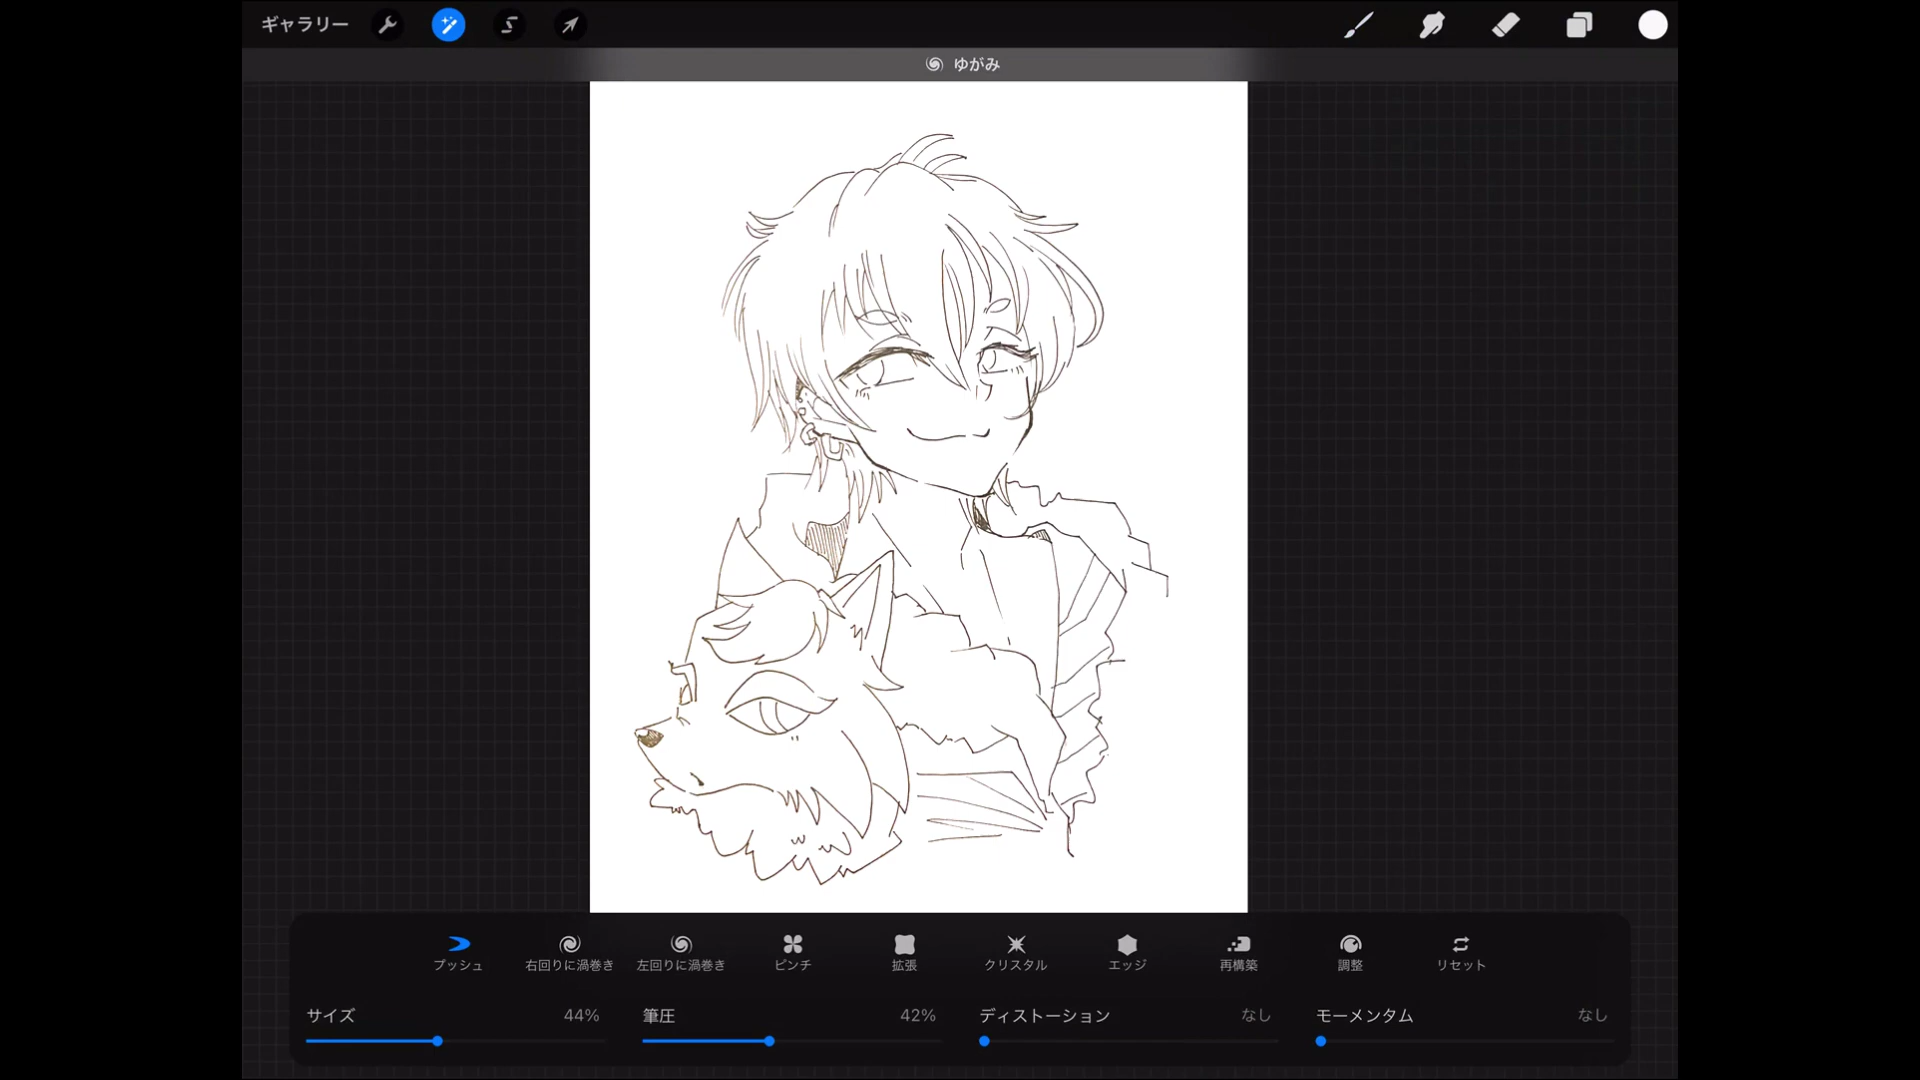 ギャラリー
ゆがみ
プッシュ
右回りに渦巻き
左回りに渦巻き
ピンチ
拡張
クリスタル
エッジ
再構築
調整
リセット
サイズ 44%
筆圧 42%
ディストーション なし
モーメンタム なし